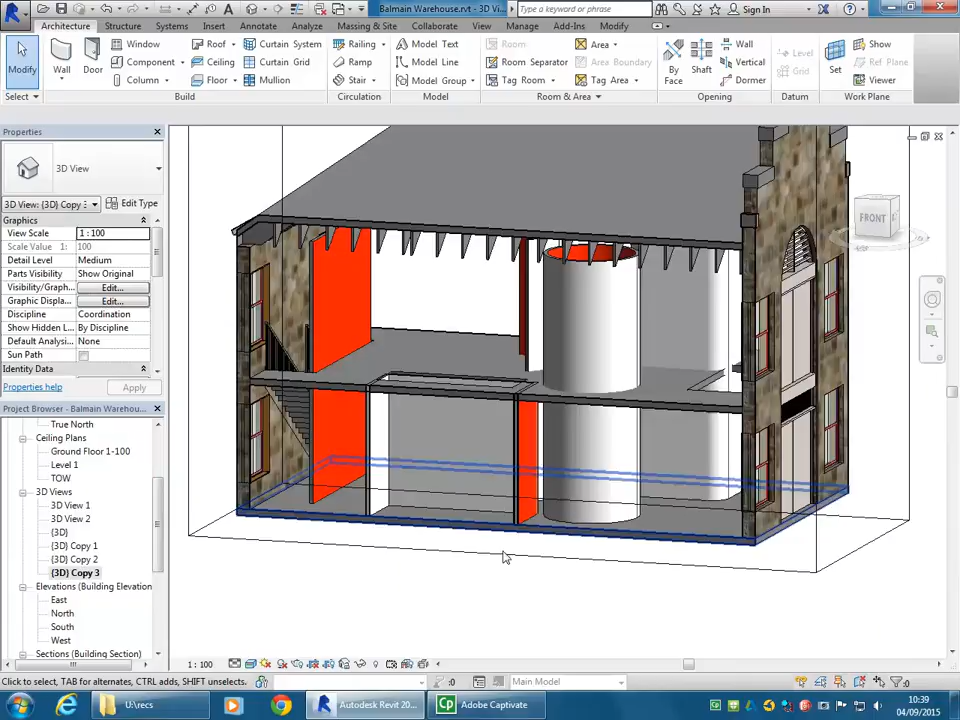 Balmain Warehouse.rvt - 3D Vi...
Type a keyword or phrase
Sign In
Architecture
Structure
Systems
Insert
Annotate
Analyze
Massing & Site
Collaborate
View
Manage
Add-Ins
Modify
Modify
Wall
Door
Window
Component
Column
Roof
Ceiling
Floor
Curtain System
Curtain Grid
Mullion
Railing
Ramp
Stair
Model Text
Model Line
Model Group
Room
Room Separator
Tag Room
Area
Area Boundary
Tag Area
By
Face
Shaft
Wall
Vertical
Dormer
Level
Grid
Set
Show
Ref Plane
Viewer
Select
Build
Circulation
Model
Room & Area
Opening
Datum
Work Plane
Properties
3D View
3D View: {3D} Copy 3
Edit Type
Graphics
View Scale
1 : 100
Scale Value 1:
100
Detail Level
Medium
Parts Visibility
Show Original
Visibility/Graph...
Edit...
Graphic Displa...
Edit...
Discipline
Coordination
Show Hidden L...
By Discipline
Default Analysi...
None
Sun Path
Identity Data
Properties help
Apply
Project Browser - Balmain Warehou...
True North
Ceiling Plans
Ground Floor 1-100
Level 1
TOW
3D Views
3D View 1
3D View 2
{3D}
{3D} Copy 1
{3D} Copy 2
{3D} Copy 3
Elevations (Building Elevation
East
North
South
West
Sections (Building Section)
FRONT
1 : 100
Click to select, TAB for alternates, CTRL adds, SHIFT unselects.
:0
Main Model
:0
U:\recs
Autodesk Revit 20...
Adobe Captivate
10:39
04/09/2015